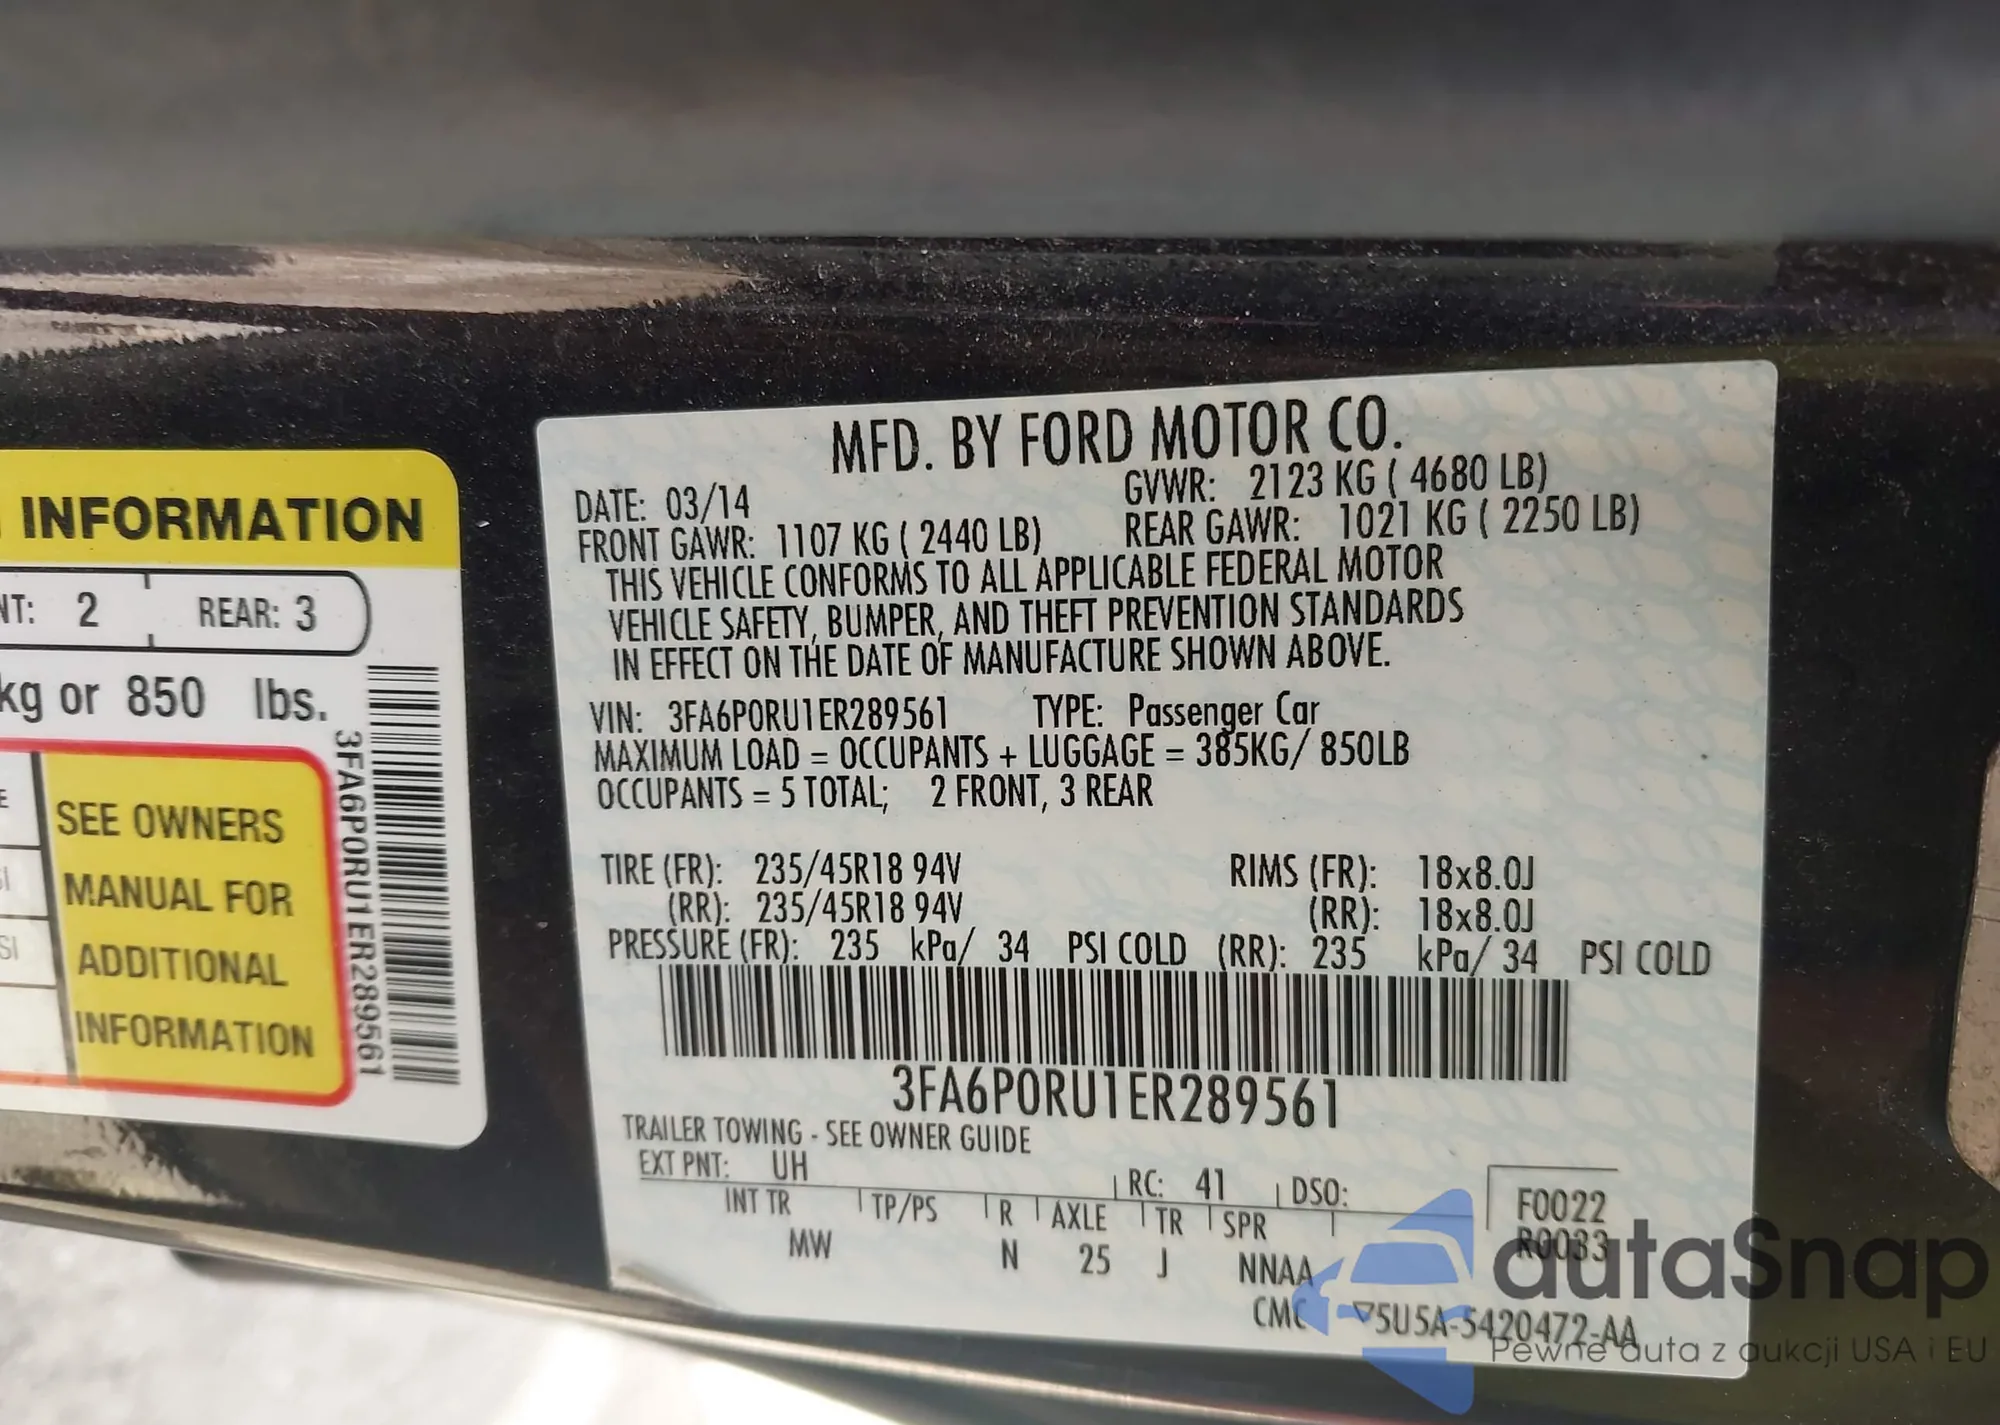 INFORMATION
NT: 2 REAR: 3
kg or 850 lbs.
SEE OWNERS
MANUAL FOR
ADDITIONAL
INFORMATION
3FA6P0RU1ER289561
MFD. BY FORD MOTOR CO.
DATE: 03/14 GVWR: 2123 KG ( 4680 LB)
FRONT GAWR: 1107 KG ( 2440 LB) REAR GAWR: 1021 KG ( 2250 LB)
THIS VEHICLE CONFORMS TO ALL APPLICABLE FEDERAL MOTOR
VEHICLE SAFETY, BUMPER, AND THEFT PREVENTION STANDARDS
IN EFFECT ON THE DATE OF MANUFACTURE SHOWN ABOVE.
VIN: 3FA6P0RU1ER289561 TYPE: Passenger Car
MAXIMUM LOAD = OCCUPANTS + LUGGAGE = 385KG/ 850LB
OCCUPANTS = 5 TOTAL; 2 FRONT, 3 REAR
TIRE (FR): 235/45R18 94V RIMS (FR): 18x8.0J
(RR): 235/45R18 94V (RR): 18x8.0J
PRESSURE (FR): 235 kPa/ 34 PSI COLD (RR): 235 kPa/ 34 PSI COLD
3FA6P0RU1ER289561
TRAILER TOWING - SEE OWNER GUIDE
EXT PNT: UH RC: 41 DSO:
INT TR TP/PS R AXLE TR SPR
MW N 25 J NNAA
F0022
R0033
CMC ▽5U5A-5420472-AA
autaSnap
Pewne auta z aukcji USA i EU